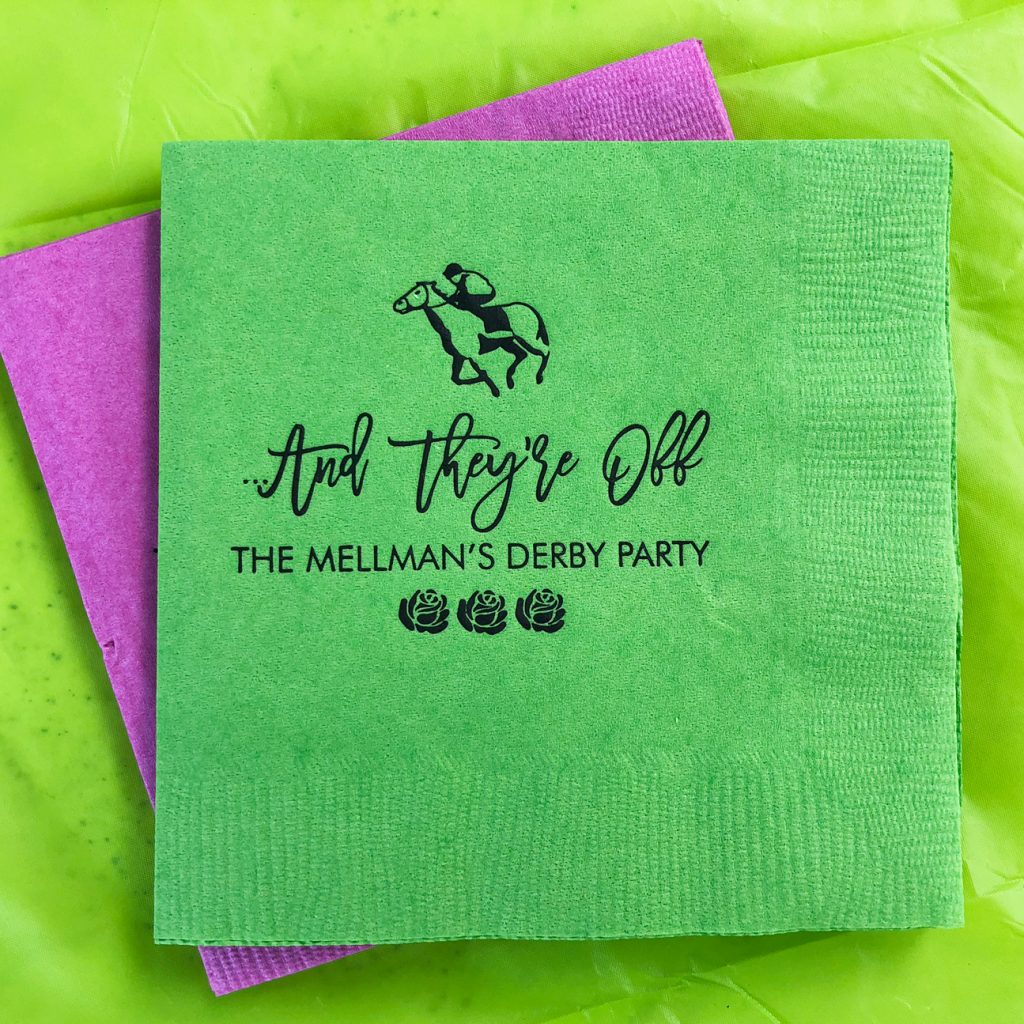 ...And They're Off
THE MELLMAN'S DERBY PARTY